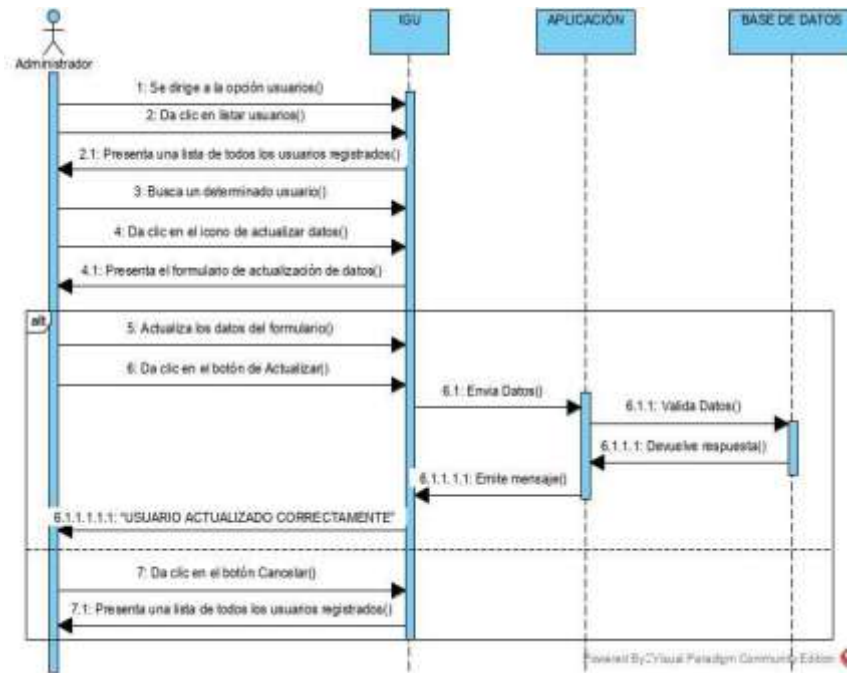 IGU
APLICACIÓN
BASE DE DATOS
Administrador
1: Se dirige a la opción usuarios()
2: Da clic en listar usuarios()
2.1: Presenta una lista de todos los usuarios registrados()
3: Busca un determinado usuario()
4: Da clic en el icono de actualizar datos()
4.1: Presenta el formulario de actualización de datos()
alt
5: Actualiza los datos del formulario()
6: Da clic en el botón de Actualizar()
6.1: Envia Datos()
6.1.1: Valida Datos()
6.1.1.1: Devuelve respuesta()
6.1.1.1.1: Emite mensaje()
6.1.1.1.1.1: "USUARIO ACTUALIZADO CORRECTAMENTE"
7: Da clic en el botón Cancelar()
7.1: Presenta una lista de todos los usuarios registrados()
Powered By Visual Paradigm Community Edition